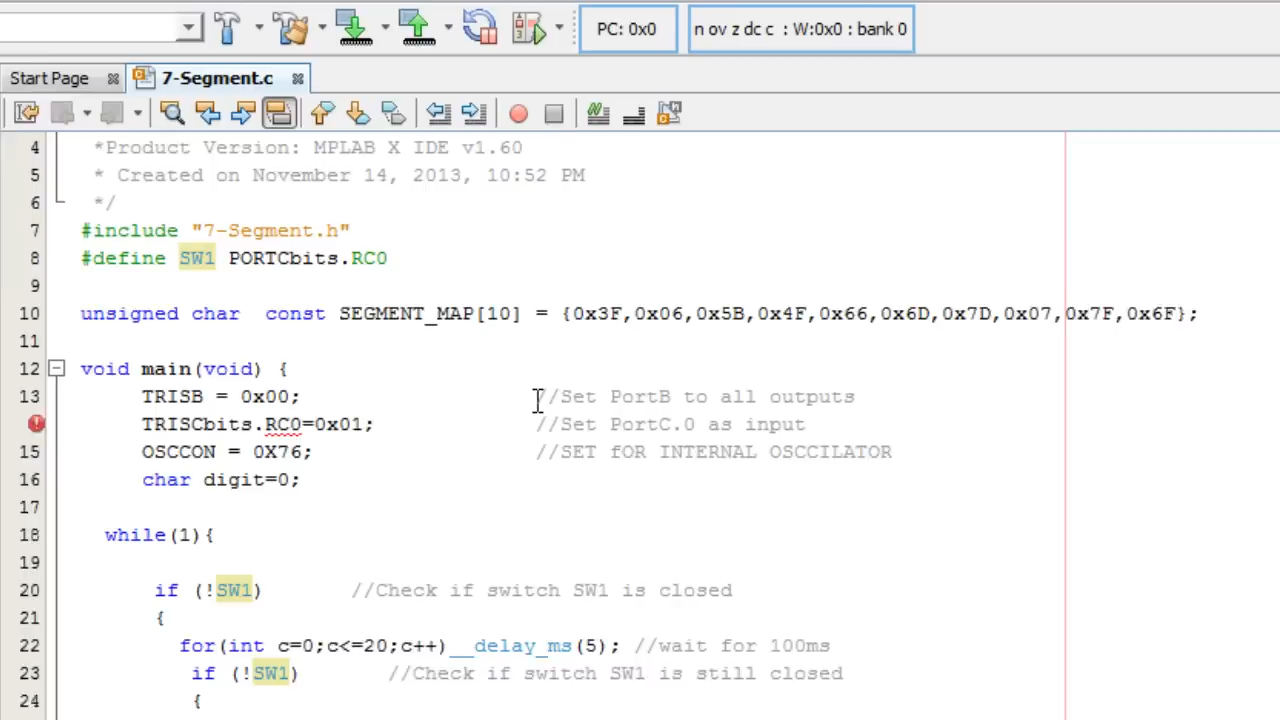 PC: 0x0
n ov z dc c : W:0x0 : bank 0
Start Page
7-Segment.c
4 *Product Version: MPLAB X IDE v1.60
5 * Created on November 14, 2013, 10:52 PM
6 */
7 #include "7-Segment.h"
8 #define SW1 PORTCbits.RC0
9
10 unsigned char const SEGMENT_MAP[10] = {0x3F,0x06,0x5B,0x4F,0x66,0x6D,0x7D,0x07,0x7F,0x6F};
11
12 void main(void) {
13 TRISB = 0x00; //Set PortB to all outputs
TRISCbits.RC0=0x01; //Set PortC.0 as input
15 OSCCON = 0X76; //SET fOR INTERNAL OSCCILATOR
16 char digit=0;
17
18 while(1){
19
20 if (!SW1) //Check if switch SW1 is closed
21 {
22 for(int c=0;c<=20;c++)__delay_ms(5); //wait for 100ms
23 if (!SW1) //Check if switch SW1 is still closed
24 {